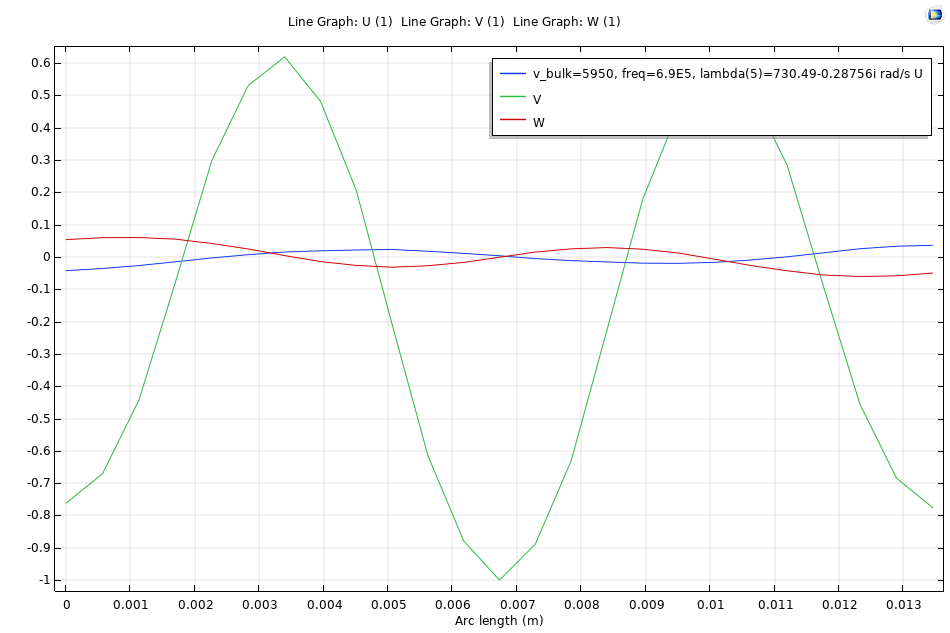 Line Graph: U (1)  Line Graph: V (1)  Line Graph: W (1)
v_bulk=5950, freq=6.9E5, lambda(5)=730.49-0.28756i rad/s U
V
W
0.6
0.5
0.4
0.3
0.2
0.1
0
-0.1
-0.2
-0.3
-0.4
-0.5
-0.6
-0.7
-0.8
-0.9
-1
0 0.001 0.002 0.003 0.004 0.005 0.006 0.007 0.008 0.009 0.01 0.011 0.012 0.013
Arc length (m)